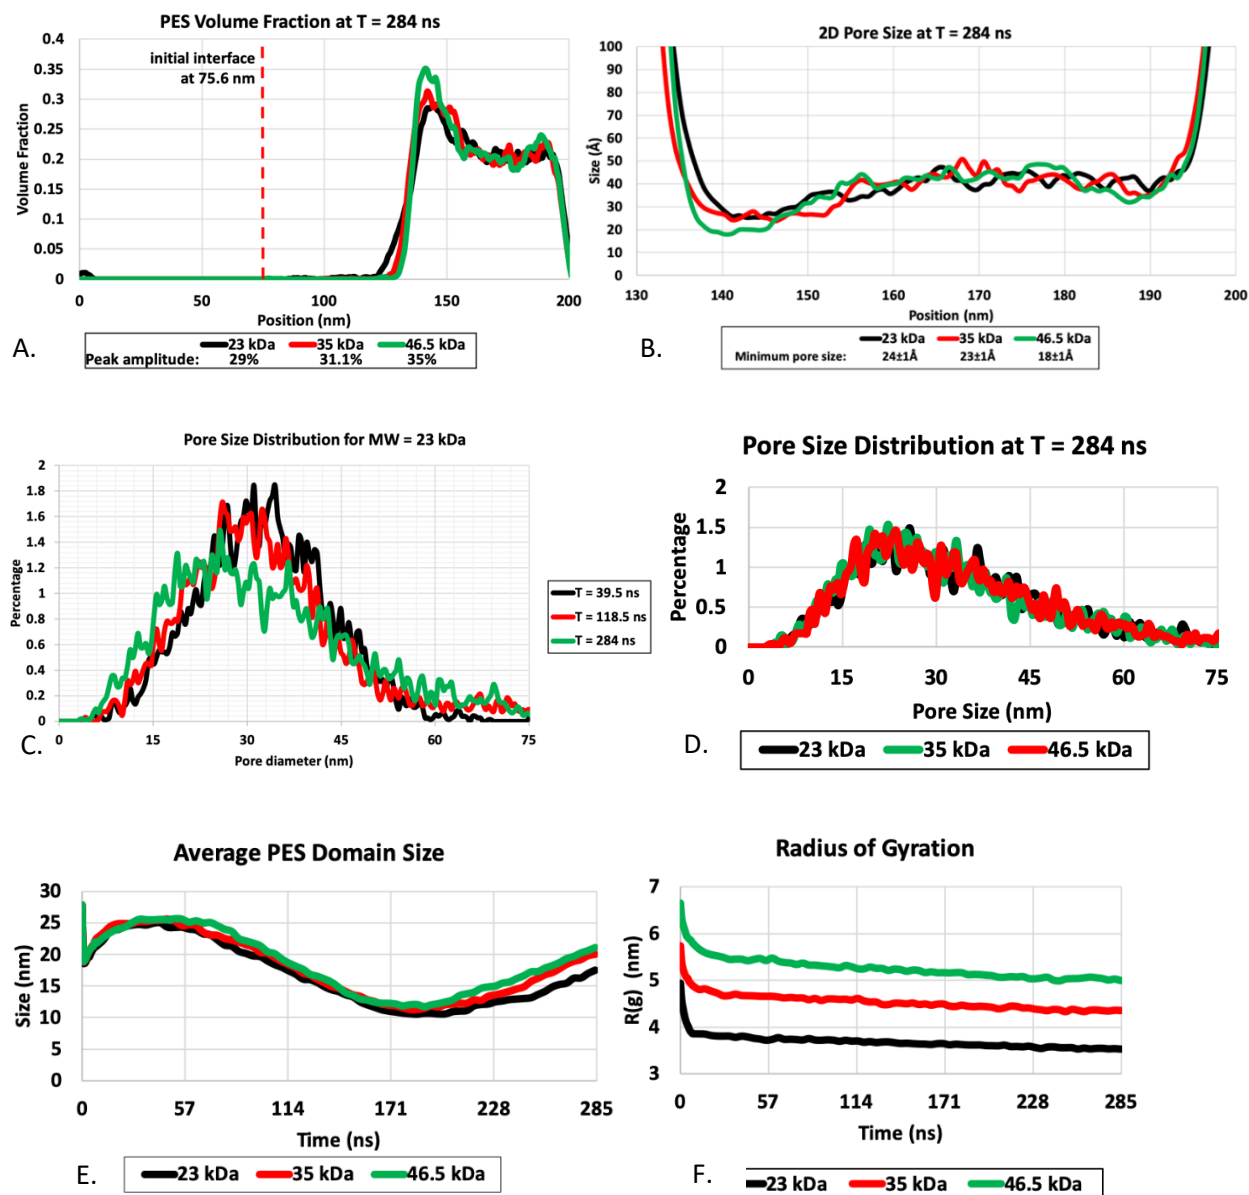 PES Volume Fraction at T = 284 ns
initial interface
at 75.6 nm
Volume Fraction
0.4
0.35
0.3
0.25
0.2
0.15
0.1
0.05
0
0 50 100 150 200
Position (nm)
23 kDa 35 kDa 46.5 kDa
Peak amplitude: 29% 31.1% 35%
A.
2D Pore Size at T = 284 ns
Size (Å)
100
90
80
70
60
50
40
30
20
10
0
130 140 150 160 170 180 190 200
Position (nm)
23 kDa 35 kDa 46.5 kDa
Minimum pore size: 24±1Å 23±1Å 18±1Å
B.
Pore Size Distribution for MW = 23 kDa
Percentage
2
1.8
1.6
1.4
1.2
1
0.8
0.6
0.4
0.2
0
0 15 30 45 60 75
Pore diameter (nm)
T = 39.5 ns
T = 118.5 ns
T = 284 ns
C.
Pore Size Distribution at T = 284 ns
Percentage
2
1.5
1
0.5
0
0 15 30 45 60 75
Pore Size (nm)
23 kDa 35 kDa 46.5 kDa
D.
Average PES Domain Size
Size (nm)
30
25
20
15
10
5
0
0 57 114 171 228 285
Time (ns)
23 kDa 35 kDa 46.5 kDa
E.
Radius of Gyration
R(g) (nm)
7
6
5
4
3
0 57 114 171 228 285
Time (ns)
23 kDa 35 kDa 46.5 kDa
F.